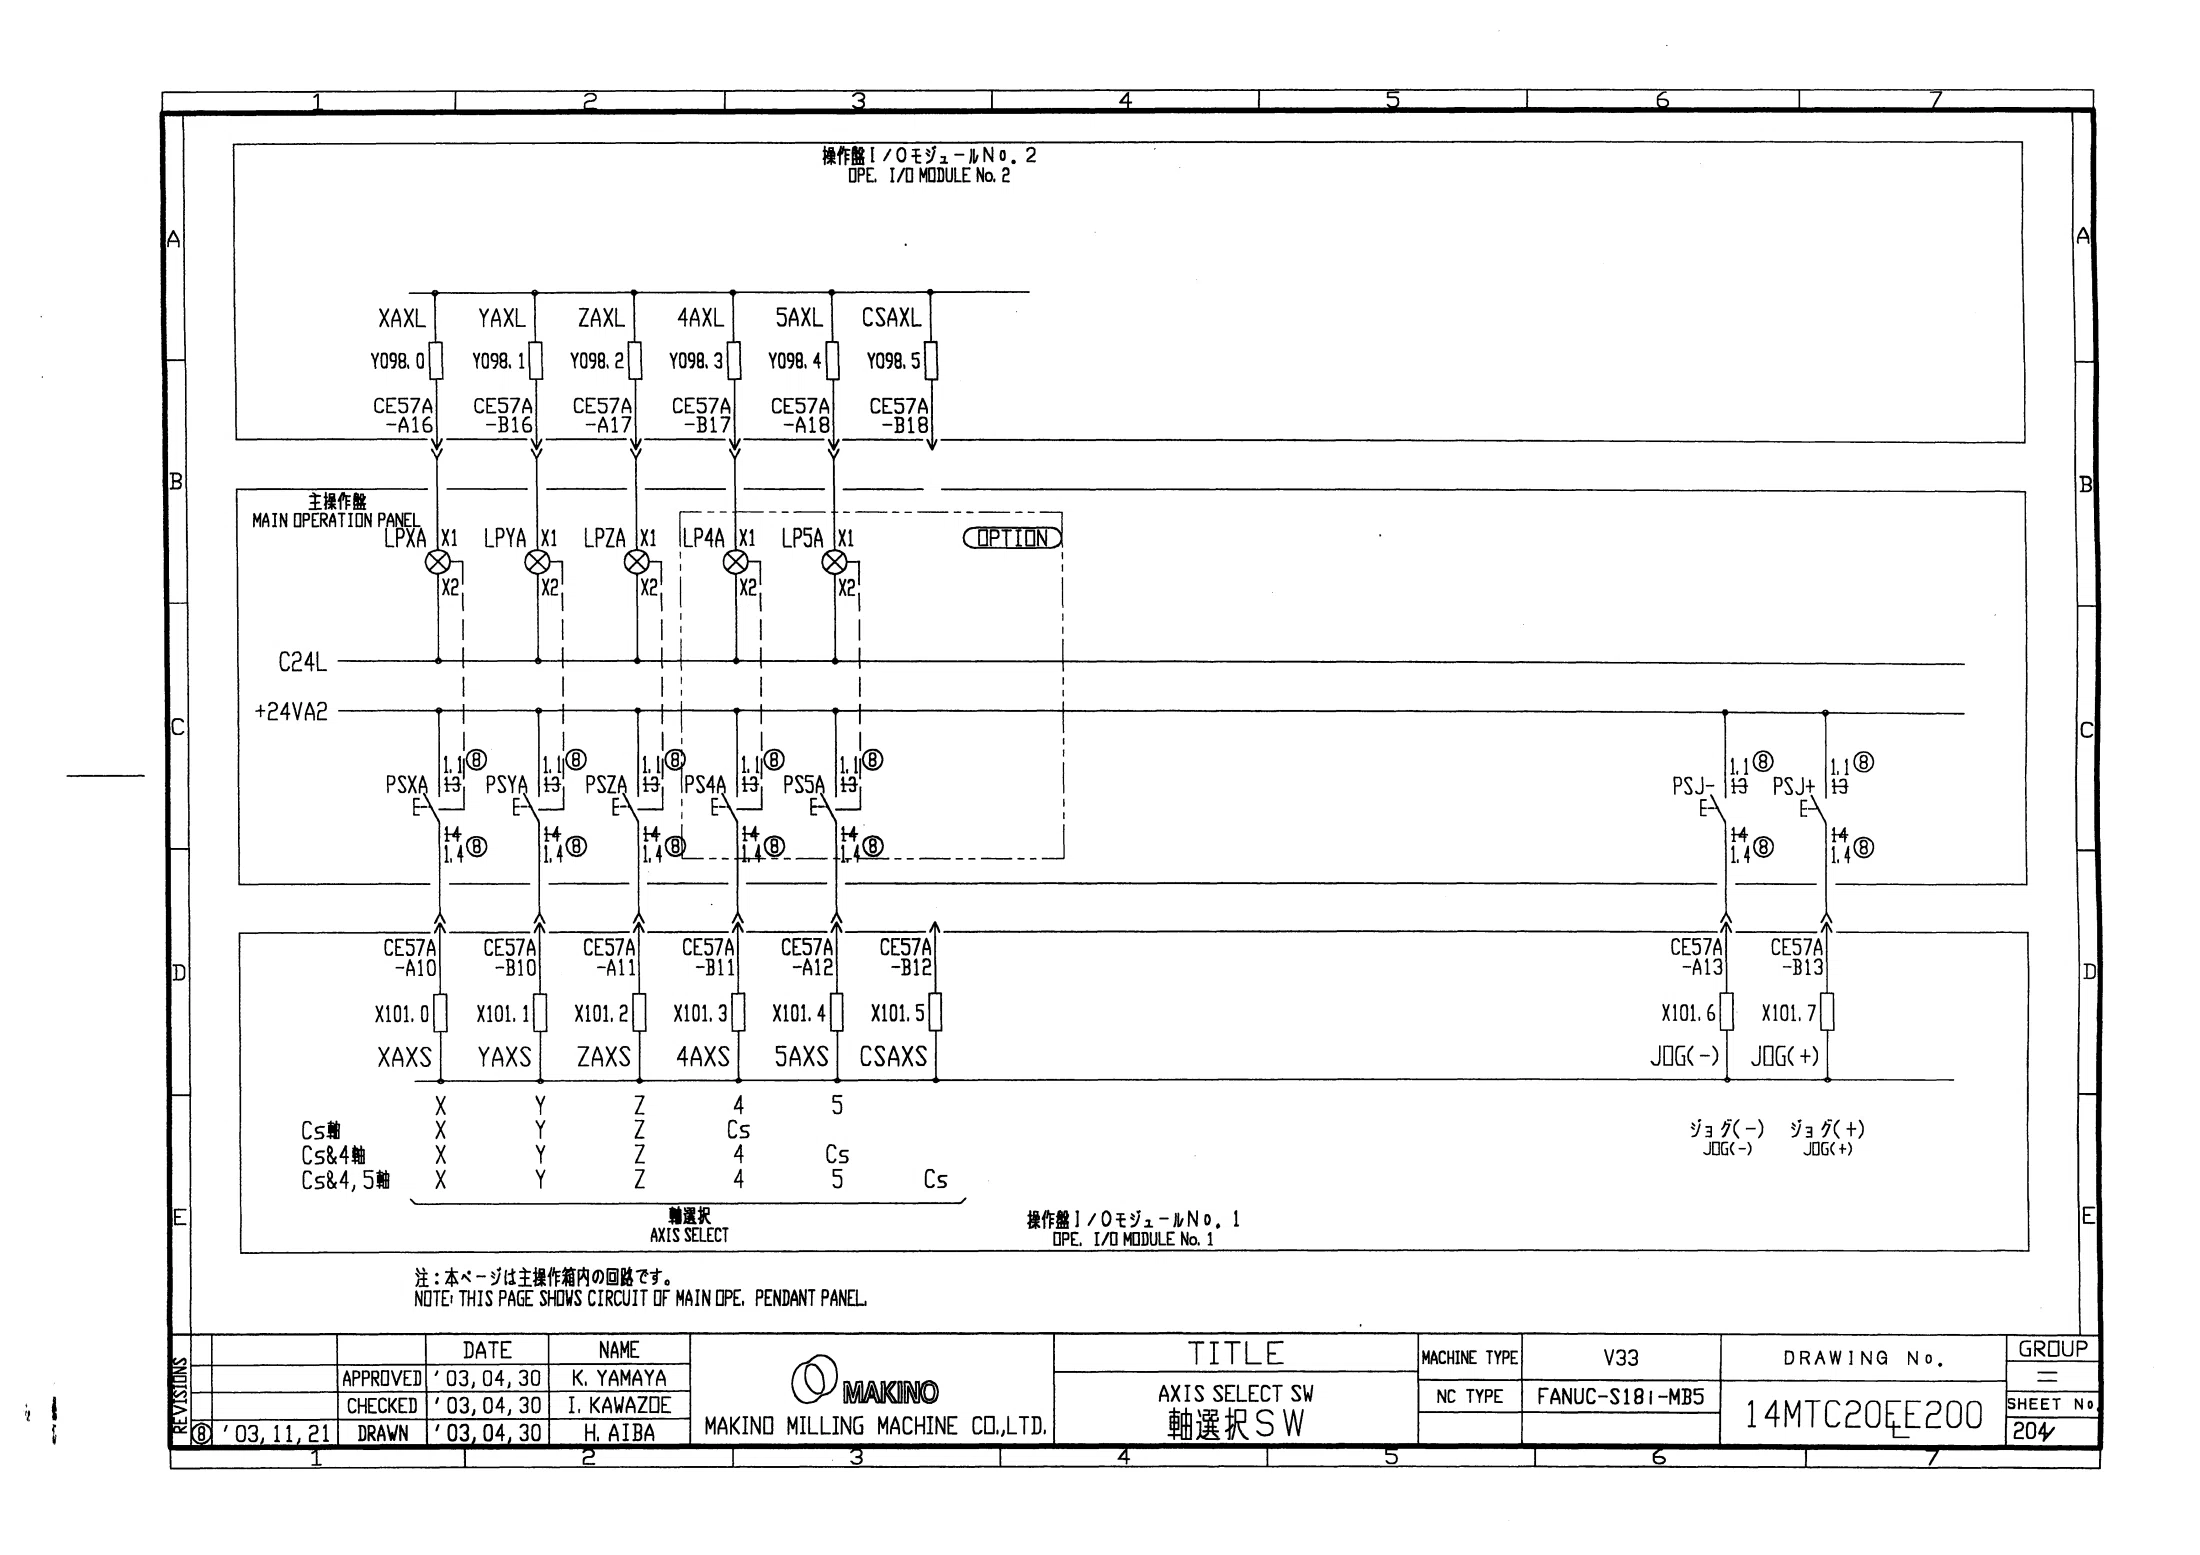 1 2 3 4 5 6 7
操作盤I/OモジュールNo.2
OPE. I/O MODULE No.2
A A
XAXL YAXL ZAXL 4AXL 5AXL CSAXL
Y098.0 Y098.1 Y098.2 Y098.3 Y098.4 Y098.5
CE57A CE57A CE57A CE57A CE57A CE57A
-A16 -B16 -A17 -B17 -A18 -B18
B B
主操作盤
MAIN OPERATION PANEL
LPXA X1 LPYA X1 LPZA X1 LP4A X1 LP5A X1 OPTION
X2 X2 X2 X2 X2
C24L
+24VA2
C C
1.1⑧ 1.1⑧ 1.1⑧ 1.1⑧ 1.1⑧ 1.1⑧ 1.1⑧
PSXA 13 PSYA 13 PSZA 13 PS4A 13 PS5A 13 PSJ- 13 PSJ+ 13
14 14 14 14 14 14 14
1.4⑧ 1.4⑧ 1.4⑧ 1.4⑧ 1.4⑧ 1.4⑧ 1.4⑧
CE57A CE57A CE57A CE57A CE57A CE57A CE57A CE57A
-A10 -B10 -A11 -B11 -A12 -B12 -A13 -B13
D D
X101.0 X101.1 X101.2 X101.3 X101.4 X101.5 X101.6 X101.7
XAXS YAXS ZAXS 4AXS 5AXS CSAXS JOG(-) JOG(+)
X Y Z 4 5
Cs軸 X Y Z Cs ジョグ(-) ジョグ(+)
JOG(-) JOG(+)
Cs&4軸 X Y Z 4 Cs
Cs&4,5軸 X Y Z 4 5 Cs
E E
軸選択
AXIS SELECT
操作盤I/OモジュールNo.1
OPE. I/O MODULE No.1
注:本ページは主操作箱内の回路です。
NOTE: THIS PAGE SHOWS CIRCUIT OF MAIN OPE. PENDANT PANEL.
REVISIONS
⑧ '03,11,21
DATE NAME
APPROVED '03,04,30 K. YAMAYA
CHECKED '03,04,30 I. KAWAZOE
DRAWN '03,04,30 H. AIBA
MAKINO
MAKINO MILLING MACHINE CO.,LTD.
TITLE
AXIS SELECT SW
軸選択SW
MACHINE TYPE V33
NC TYPE FANUC-S18i-MB5
DRAWING No.
14MTC20EE200
L
GROUP
=
SHEET No.
204
1 2 3 4 5 6 7